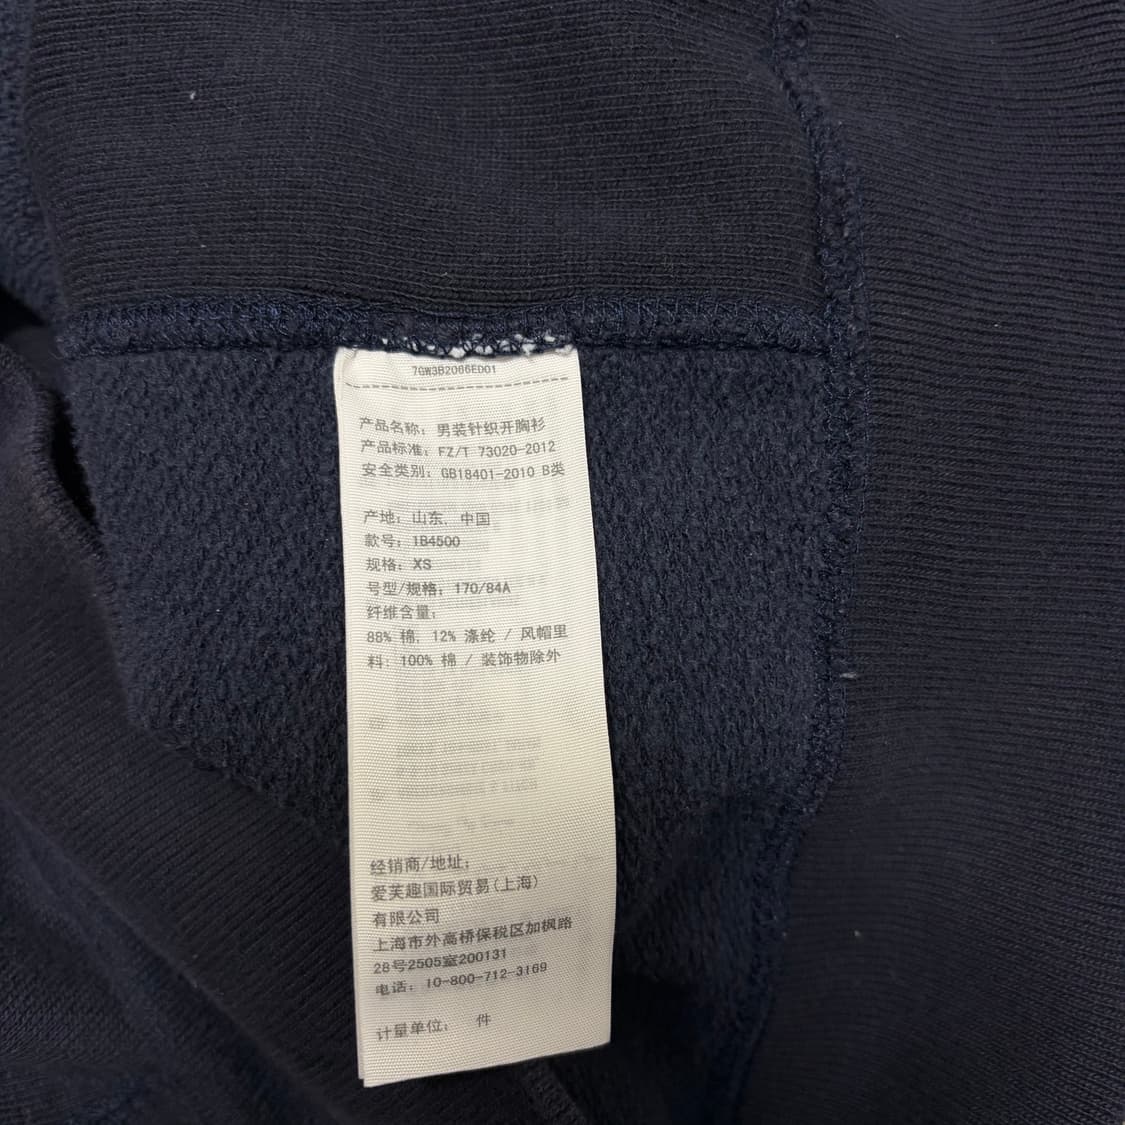 7GW3B2066ED01
产品名称: 男装针织开胸衫
产品标准: FZ/T 73020-2012
安全类别: GB18401-2010 B类
产地: 山东, 中国
款号: 1B4500
规格: XS
号型/规格: 170/84A
纤维含量:
88% 棉, 12% 涤纶 / 风帽里
料: 100% 棉 / 装饰物除外
经销商/地址:
爱芙趣国际贸易(上海)
有限公司
上海市外高桥保税区加枫路
28号2505室200131
电话: 10-800-712-3169
计量单位: 件